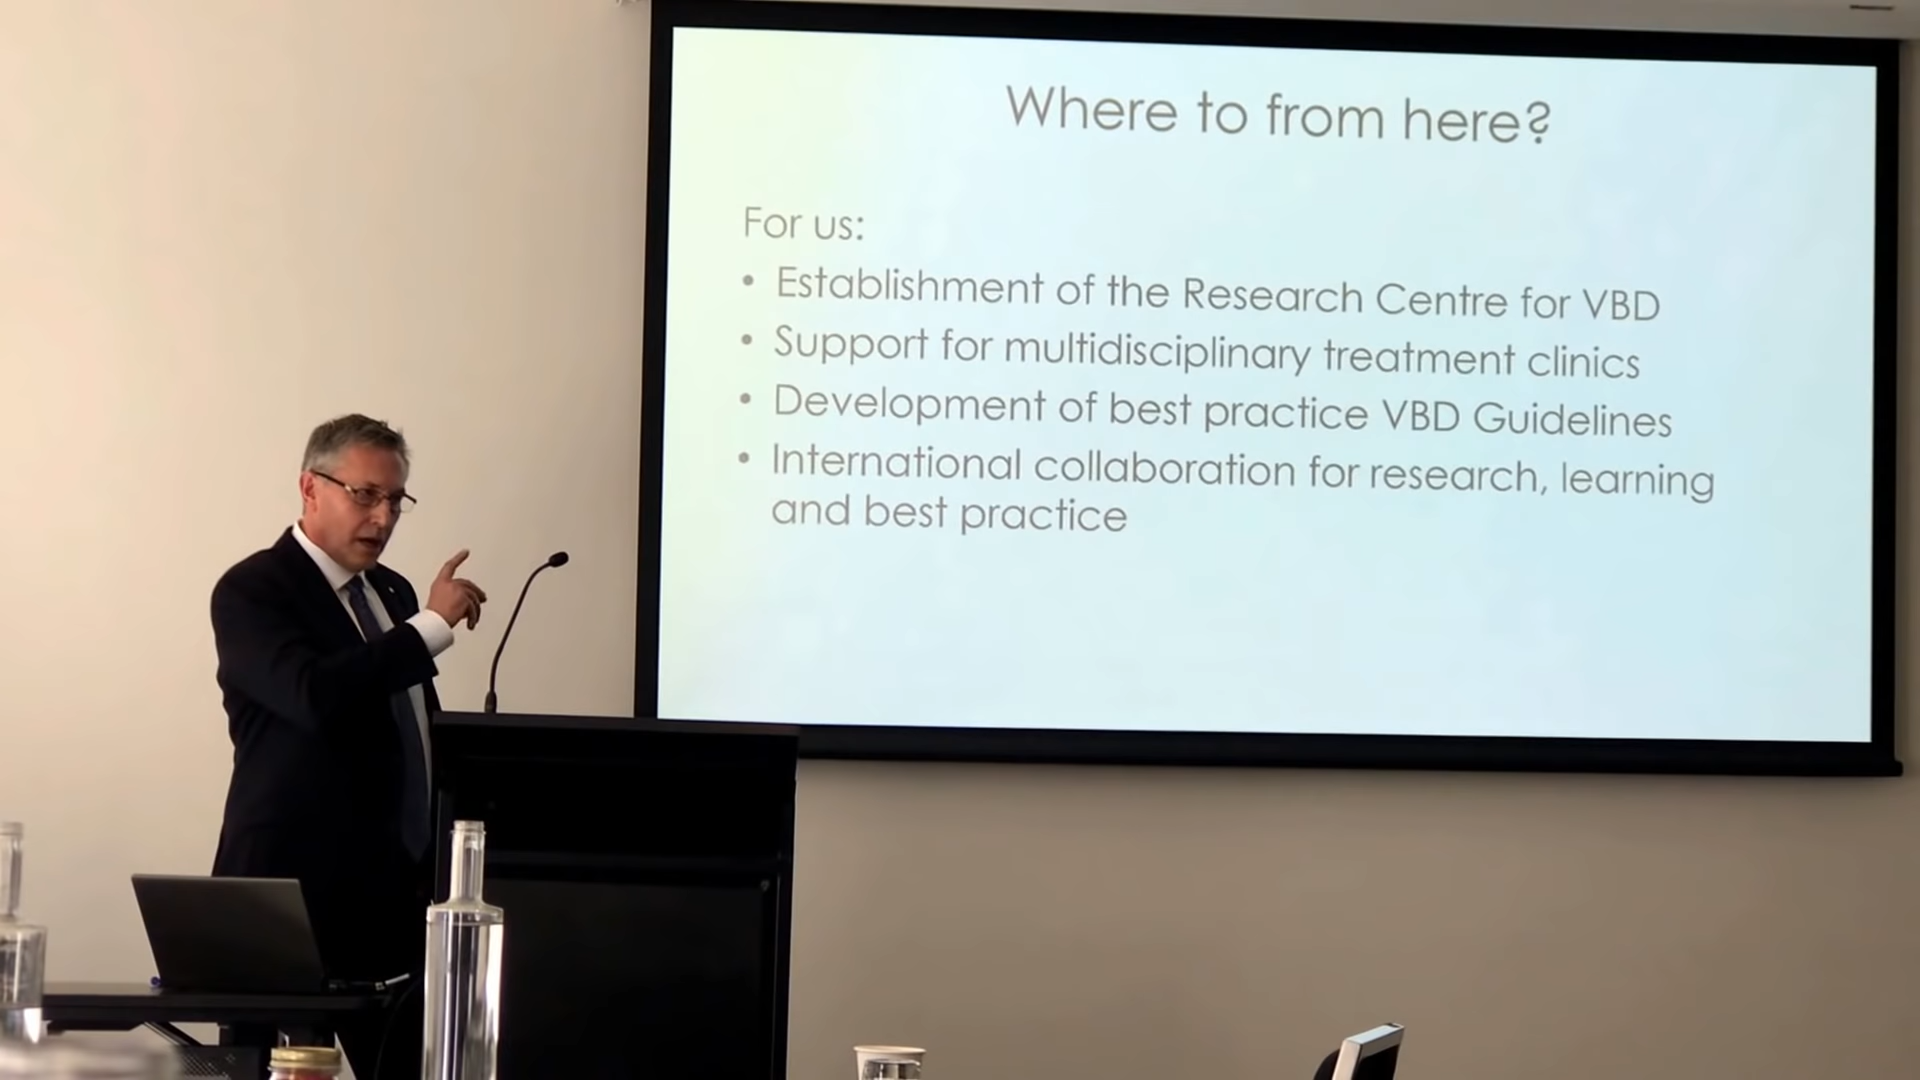 Where to from here?
For us:
• Establishment of the Research Centre for VBD
• Support for multidisciplinary treatment clinics
• Development of best practice VBD Guidelines
• International collaboration for research, learning
and best practice